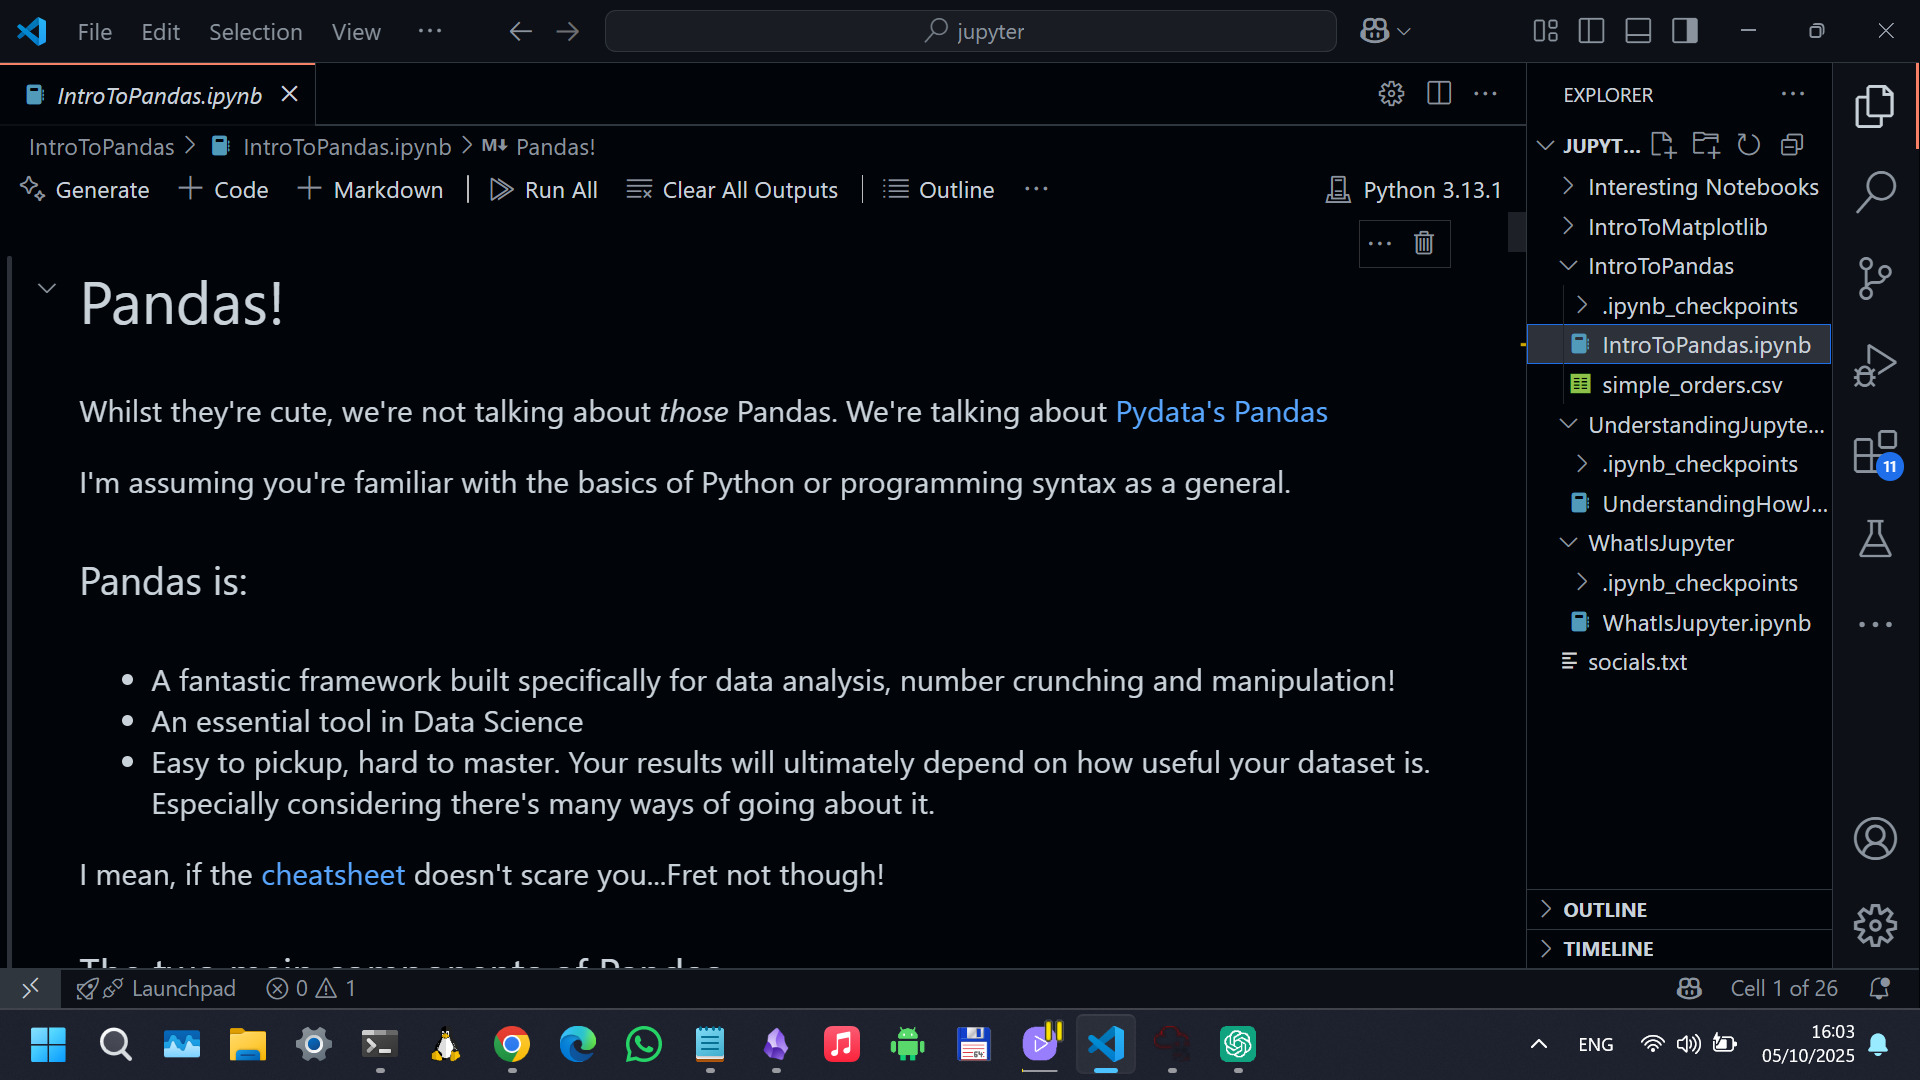 File Edit Selection View ··· jupyter
IntroToPandas.ipynb
IntroToPandas > IntroToPandas.ipynb > M↓ Pandas!
Generate + Code + Markdown | Run All Clear All Outputs | Outline ··· Python 3.13.1
Pandas!
Whilst they're cute, we're not talking about those Pandas. We're talking about Pydata's Pandas
I'm assuming you're familiar with the basics of Python or programming syntax as a general.
Pandas is:
• A fantastic framework built specifically for data analysis, number crunching and manipulation!
• An essential tool in Data Science
• Easy to pickup, hard to master. Your results will ultimately depend on how useful your dataset is.
Especially considering there's many ways of going about it.
I mean, if the cheatsheet doesn't scare you...Fret not though!
The two main components of Pandas
EXPLORER
JUPYT...
Interesting Notebooks
IntroToMatplotlib
IntroToPandas
.ipynb_checkpoints
IntroToPandas.ipynb
simple_orders.csv
UnderstandingJupyte...
.ipynb_checkpoints
UnderstandingHowJ...
WhatIsJupyter
.ipynb_checkpoints
WhatIsJupyter.ipynb
socials.txt
OUTLINE
TIMELINE
11
Launchpad 0 1 Cell 1 of 26
64
ENG
16:03
05/10/2025